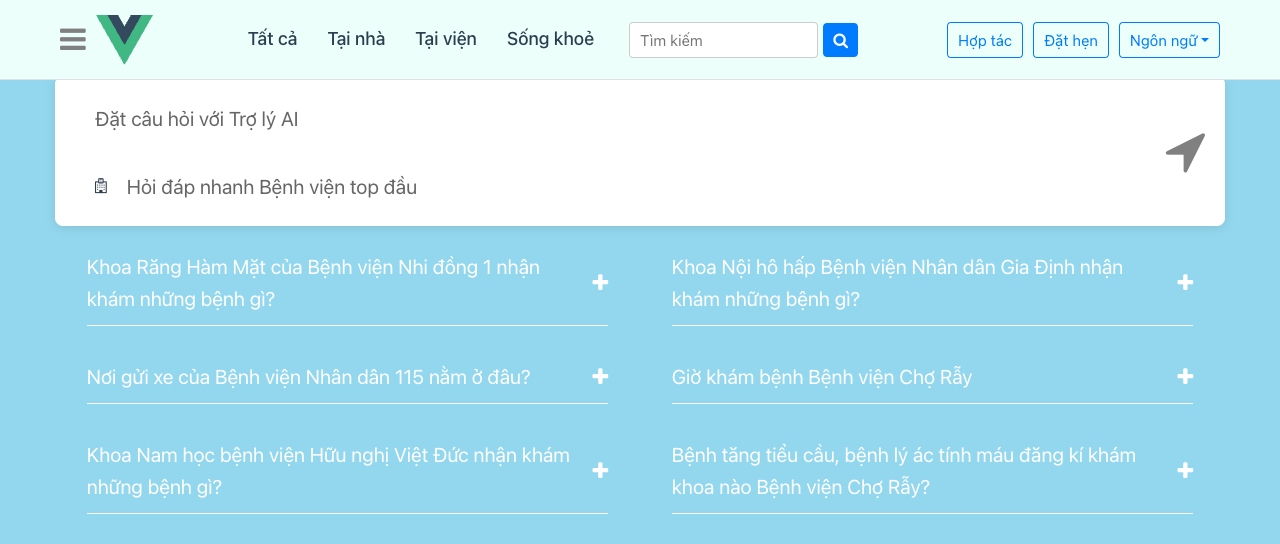 Tất cả Tại nhà Tại viện Sống khoẻ Tìm kiếm Hợp tác Đặt hẹn Ngôn ngữ
Đặt câu hỏi với Trợ lý AI
Hỏi đáp nhanh Bệnh viện top đầu
Khoa Răng Hàm Mặt của Bệnh viện Nhi đồng 1 nhận
khám những bệnh gì?
Khoa Nội hô hấp Bệnh viện Nhân dân Gia Định nhận
khám những bệnh gì?
Nơi gửi xe của Bệnh viện Nhân dân 115 nằm ở đâu?
Giờ khám bệnh Bệnh viện Chợ Rẫy
Khoa Nam học bệnh viện Hữu nghị Việt Đức nhận khám
những bệnh gì?
Bệnh tăng tiểu cầu, bệnh lý ác tính máu đăng kí khám
khoa nào Bệnh viện Chợ Rẫy?